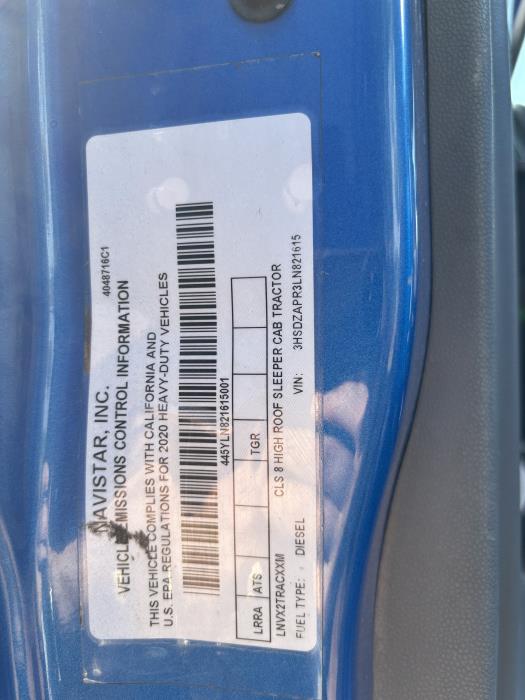 NAVISTAR, INC. 4048716C1
VEHICLE EMISSIONS CONTROL INFORMATION
THIS VEHICLE COMPLIES WITH CALIFORNIA AND
U.S. EPA REGULATIONS FOR 2020 HEAVY-DUTY VEHICLES
445YLN821615001
LRRA ATS TGR
LNVX2TRACXXM CLS 8 HIGH ROOF SLEEPER CAB TRACTOR
FUEL TYPE: DIESEL VIN: 3HSDZAPR3LN821615